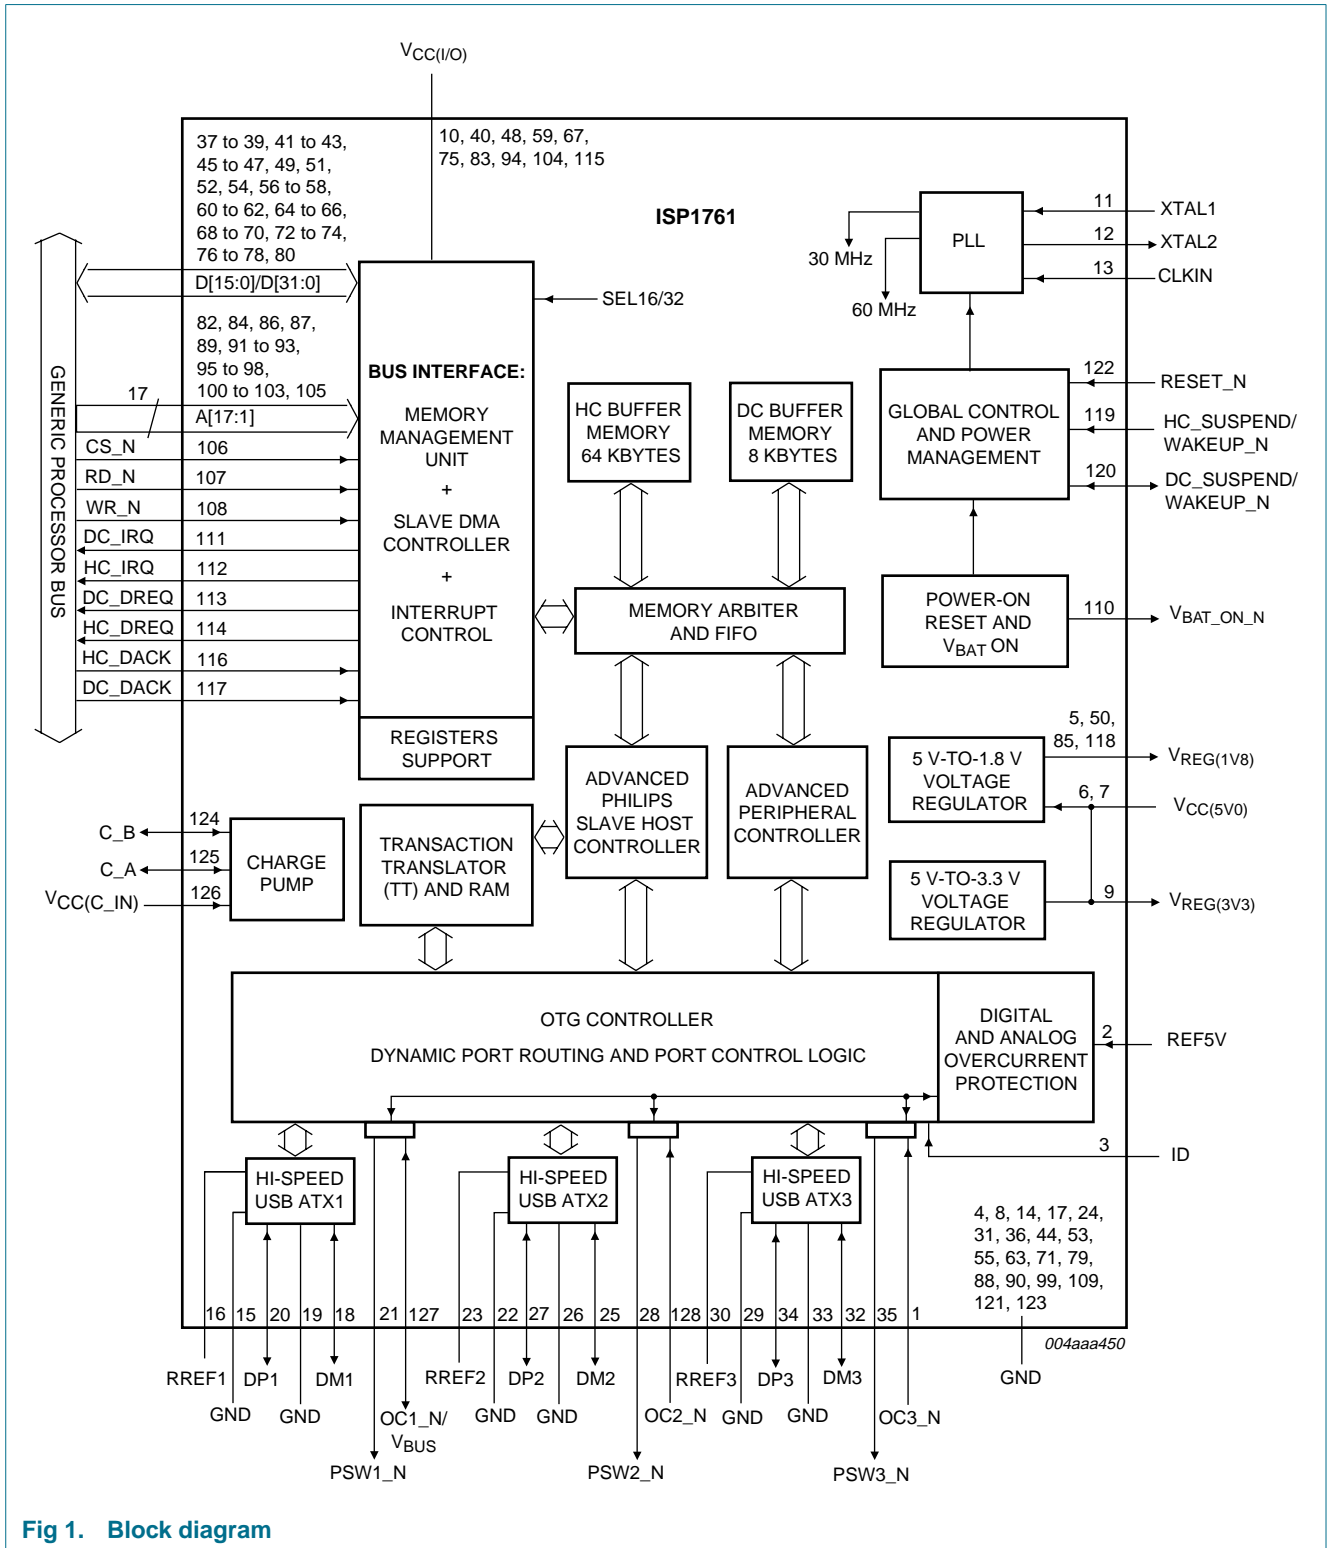 VCC(I/O)
37 to 39, 41 to 43,
45 to 47, 49, 51,
52, 54, 56 to 58,
60 to 62, 64 to 66,
68 to 70, 72 to 74,
76 to 78, 80
D[15:0]/D[31:0]
10, 40, 48, 59, 67,
75, 83, 94, 104, 115
ISP1761
PLL
30 MHz
60 MHz
11
XTAL1
12
XTAL2
13
CLKIN
SEL16/32
GENERIC PROCESSOR BUS
82, 84, 86, 87,
89, 91 to 93,
95 to 98,
100 to 103, 105
17
A[17:1]
CS_N
106
RD_N
107
WR_N
108
DC_IRQ
111
HC_IRQ
112
DC_DREQ
113
HC_DREQ
114
HC_DACK
116
DC_DACK
117
BUS INTERFACE:
MEMORY
MANAGEMENT
UNIT
+
SLAVE DMA
CONTROLLER
+
INTERRUPT
CONTROL
REGISTERS
SUPPORT
HC BUFFER
MEMORY
64 KBYTES
DC BUFFER
MEMORY
8 KBYTES
GLOBAL CONTROL
AND POWER
MANAGEMENT
122
RESET_N
119
HC_SUSPEND/
WAKEUP_N
120
DC_SUSPEND/
WAKEUP_N
MEMORY ARBITER
AND FIFO
POWER-ON
RESET AND
VBAT ON
110
VBAT_ON_N
5 V-TO-1.8 V
VOLTAGE
REGULATOR
5, 50,
85, 118
VREG(1V8)
6, 7
VCC(5V0)
5 V-TO-3.3 V
VOLTAGE
REGULATOR
9
VREG(3V3)
ADVANCED
PHILIPS
SLAVE HOST
CONTROLLER
ADVANCED
PERIPHERAL
CONTROLLER
C_B
124
C_A
125
VCC(C_IN)
126
CHARGE
PUMP
TRANSACTION
TRANSLATOR
(TT) AND RAM
OTG CONTROLLER
DYNAMIC PORT ROUTING AND PORT CONTROL LOGIC
DIGITAL
AND ANALOG
OVERCURRENT
PROTECTION
2
REF5V
3
ID
HI-SPEED
USB ATX1
HI-SPEED
USB ATX2
HI-SPEED
USB ATX3
4, 8, 14, 17, 24,
31, 36, 44, 53,
55, 63, 71, 79,
88, 90, 99, 109,
121, 123
16 15 20 19 18 21 127 23 22 27 26 25 28 128 30 29 34 33 32 35 1
004aaa450
RREF1 DP1 DM1 RREF2 DP2 DM2 RREF3 DP3 DM3 GND
GND GND OC1_N/ GND GND OC2_N GND GND OC3_N
VBUS
PSW1_N PSW2_N PSW3_N
Fig 1. Block diagram